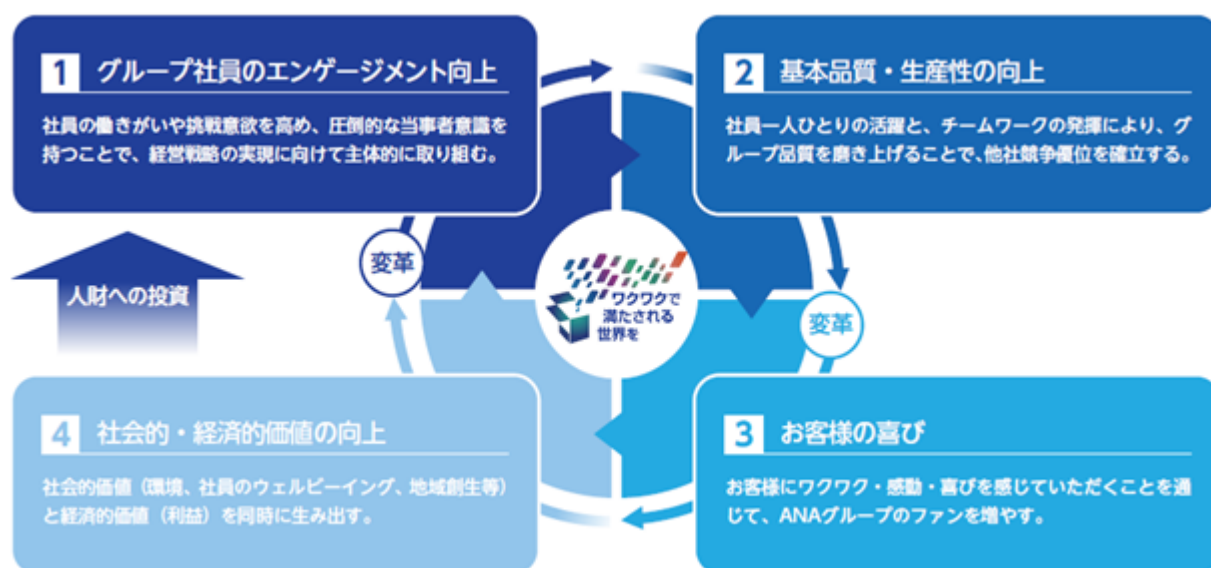 1 グループ社員のエンゲージメント向上
社員の働きがいや挑戦意欲を高め、圧倒的な当事者意識を
持つことで、経営戦略の実現に向けて主体的に取り組む。
2 基本品質・生産性の向上
社員一人ひとりの活躍と、チームワークの発揮により、グ
ループ品質を磨き上げることで、他社競争優位を確立する。
変革
人財への投資
ワクワクで
満たされる
世界を
変革
3 お客様の喜び
お客様にワクワク・感動・喜びを感じていただくことを通
じて、ANAグループのファンを増やす。
4 社会的・経済的価値の向上
社会的価値（環境、社員のウェルビーイング、地域創生等）
と経済的価値（利益）を同時に生み出す。